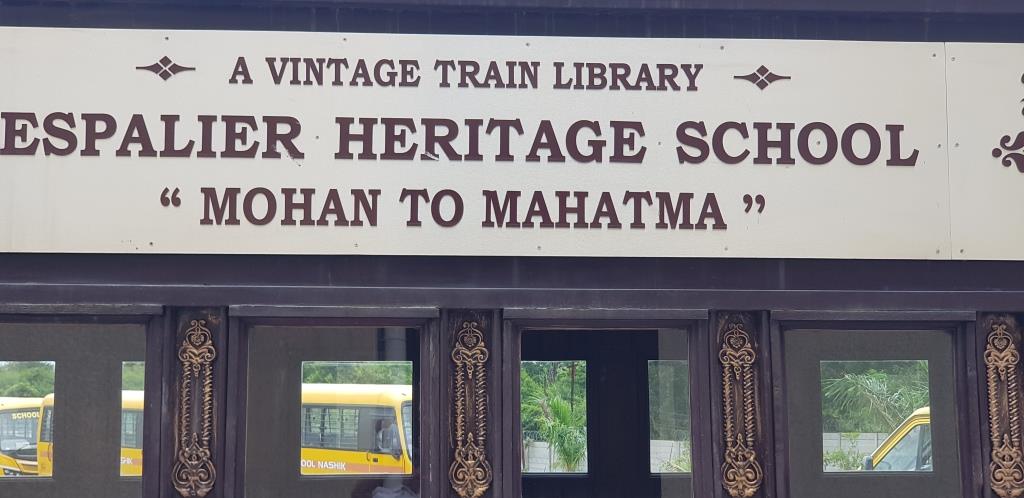 A VINTAGE TRAIN LIBRARY
ESPALIER HERITAGE SCHOOL
“ MOHAN TO MAHATMA ”
SCHOOL
OOL NASHIK